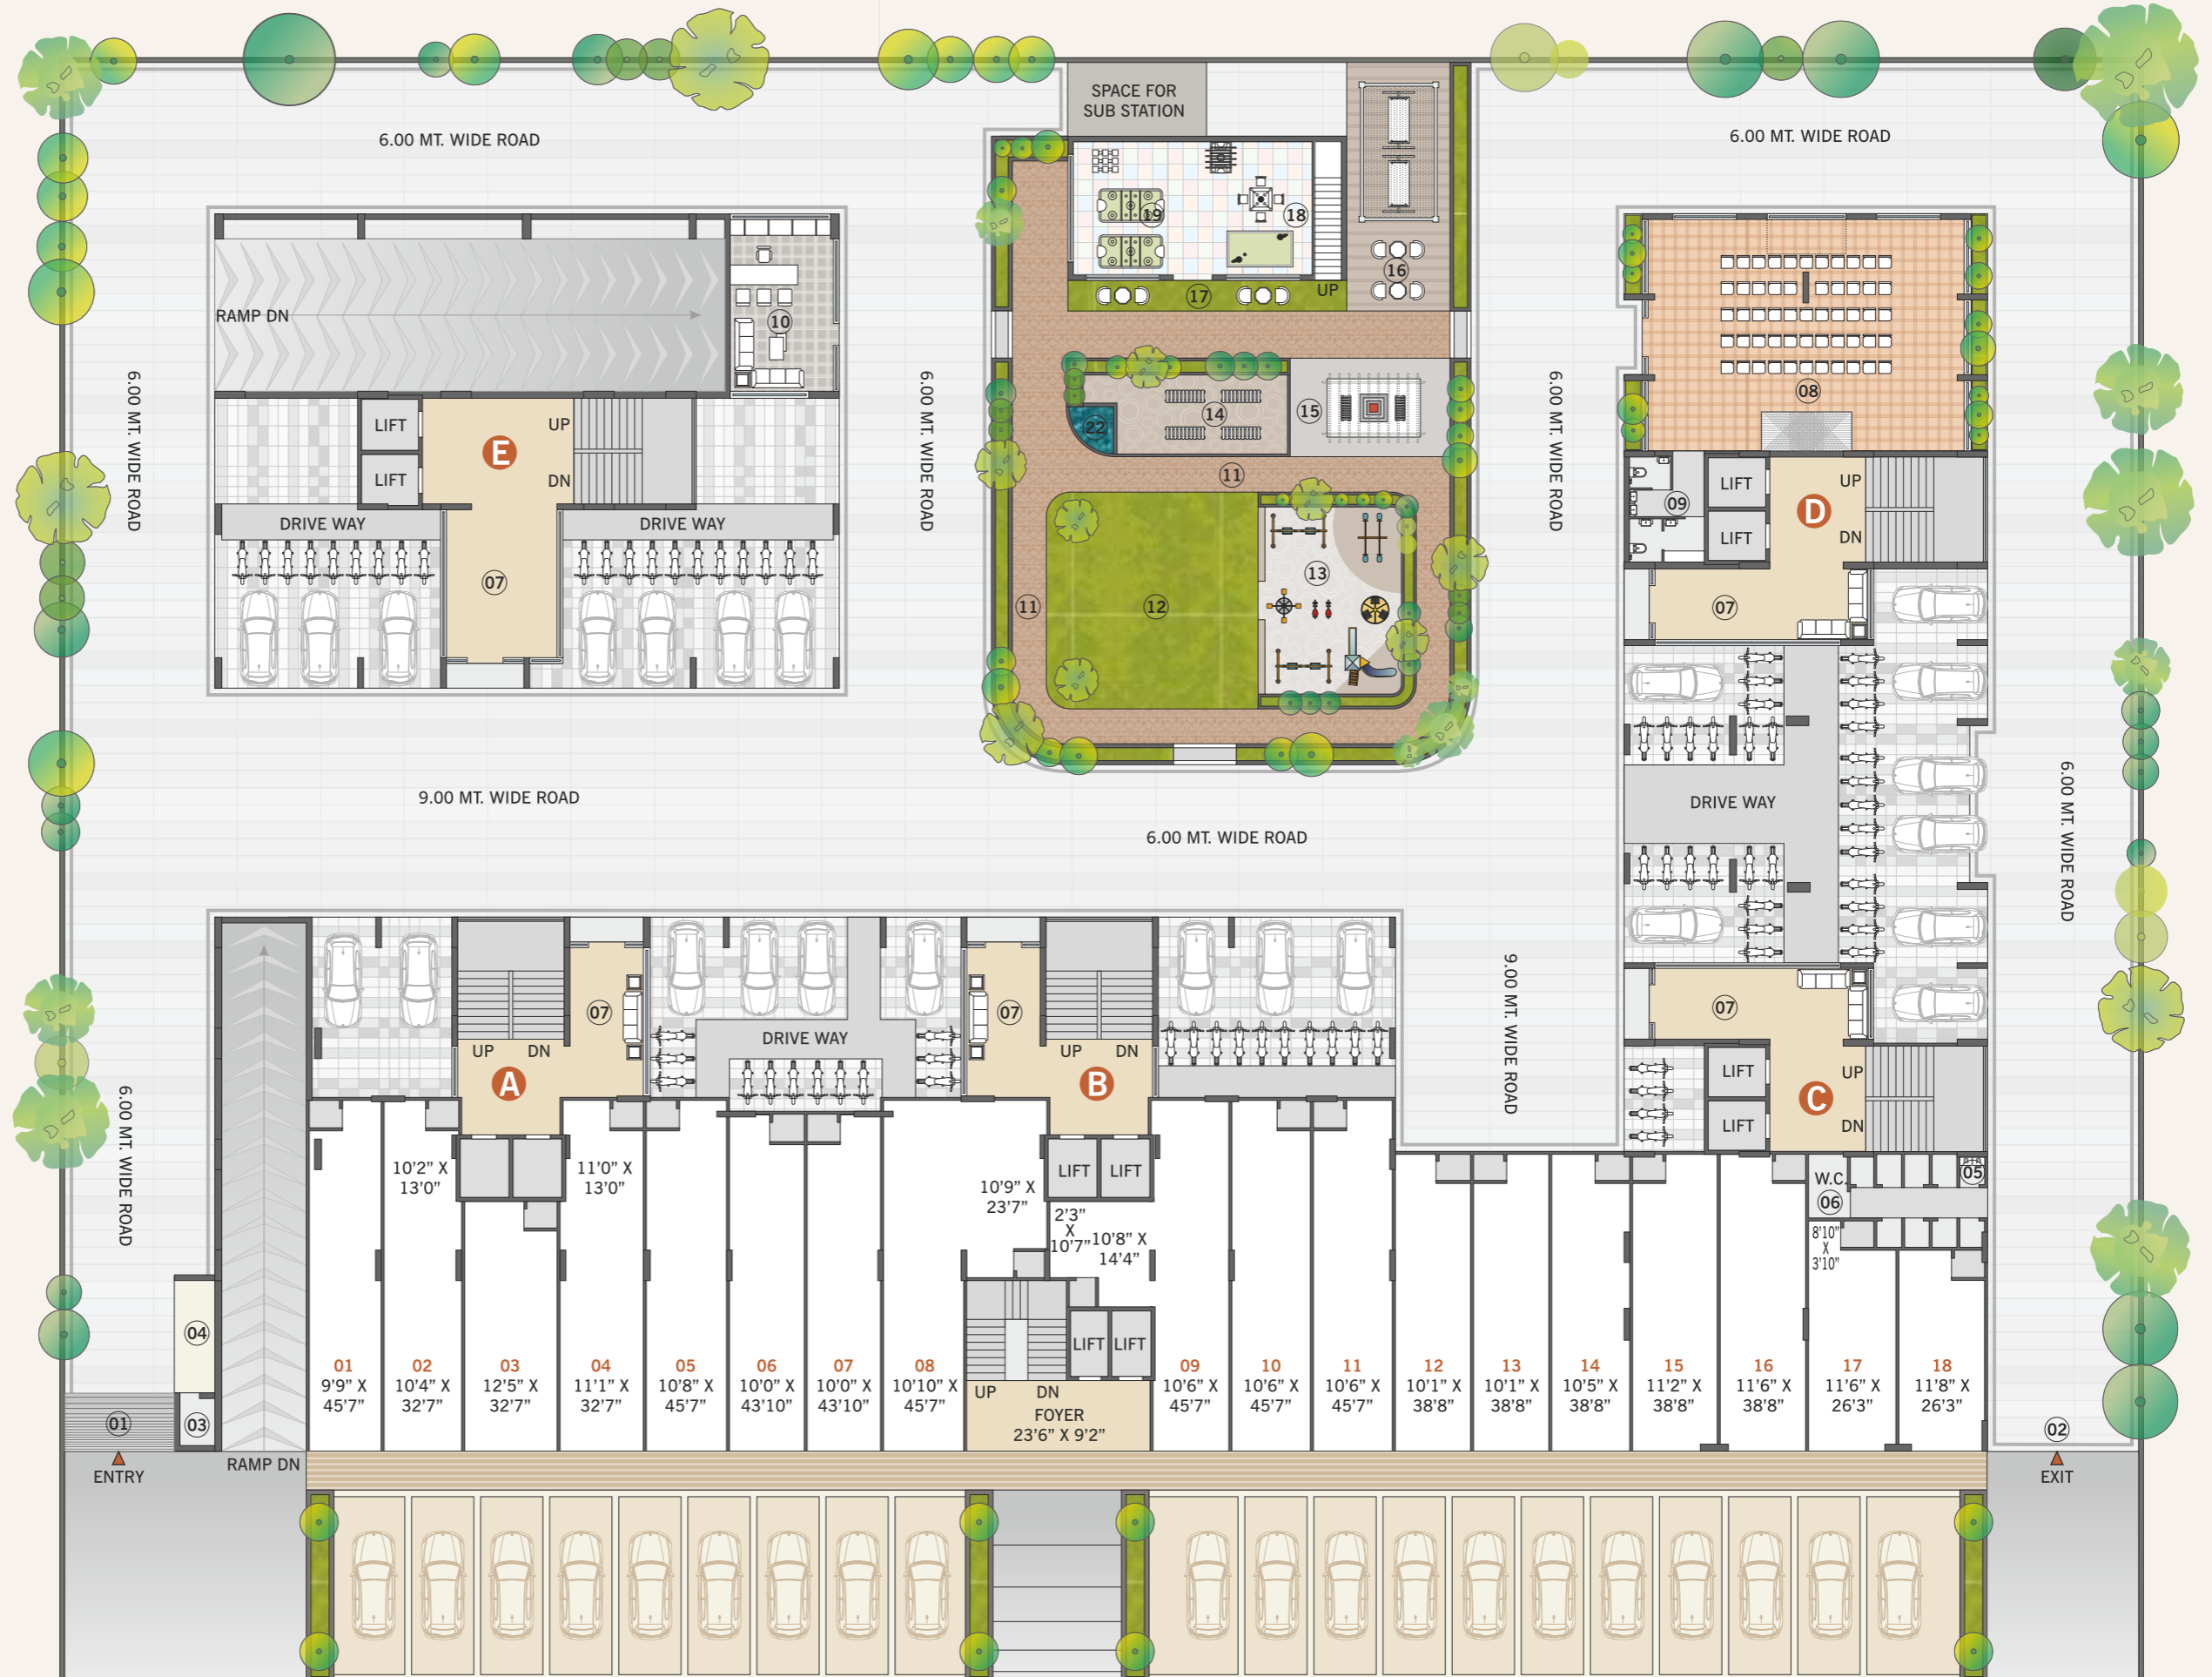 SPACE FOR
SUB STATION
6.00 MT. WIDE ROAD
6.00 MT. WIDE ROAD
19
18
16
17
UP
RAMP DN
10
6.00 MT. WIDE ROAD
6.00 MT. WIDE ROAD
6.00 MT. WIDE ROAD
08
LIFT
LIFT
E
UP
DN
22
14
15
11
DRIVE WAY
DRIVE WAY
07
11
12
13
09
LIFT
LIFT
D
UP
DN
07
DRIVE WAY
6.00 MT. WIDE ROAD
9.00 MT. WIDE ROAD
6.00 MT. WIDE ROAD
9.00 MT. WIDE ROAD
07
LIFT
LIFT
C
UP
DN
6.00 MT. WIDE ROAD
UP
DN
A
07
DRIVE WAY
07
UP
DN
B
10’2” X
13’0”
11’0” X
13’0”
10’9” X
23’7”
LIFT
LIFT
2’3”
X
10’7”
10’8” X
14’4”
W.C.
06
05
8’10”
X
3’10”
04
03
01
ENTRY
RAMP DN
01
9’9” X
45’7”
02
10’4” X
32’7”
03
12’5” X
32’7”
04
11’1” X
32’7”
05
10’8” X
45’7”
06
10’0” X
43’10”
07
10’0” X
43’10”
08
10’10” X
45’7”
LIFT
LIFT
UP
DN
FOYER
23’6” X 9’2”
09
10’6” X
45’7”
10
10’6” X
45’7”
11
10’6” X
45’7”
12
10’1” X
38’8”
13
10’1” X
38’8”
14
10’5” X
38’8”
15
11’2” X
38’8”
16
11’6” X
38’8”
17
11’6” X
26’3”
18
11’8” X
26’3”
02
EXIT